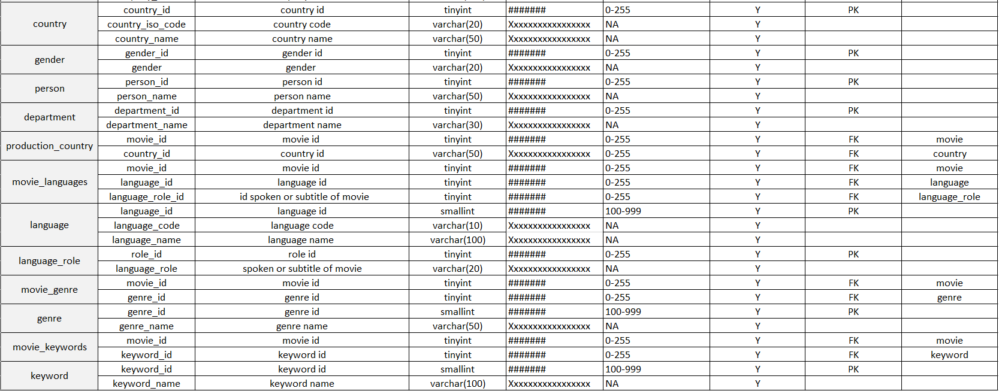 country country_id country id tinyint ####### 0-255 Y PK
country_iso_code country code varchar(20) Xxxxxxxxxxxxxxxxx NA Y
country_name country name varchar(50) Xxxxxxxxxxxxxxxxx NA Y
gender gender_id gender id tinyint ####### 0-255 Y PK
gender gender varchar(20) Xxxxxxxxxxxxxxxxx NA Y
person person_id person id tinyint ####### 0-255 Y PK
person_name person name varchar(50) Xxxxxxxxxxxxxxxxx NA Y
department department_id department id tinyint ####### 0-255 Y PK
department_name department name varchar(30) Xxxxxxxxxxxxxxxxx NA Y
production_country movie_id movie id tinyint ####### 0-255 Y FK movie
country_id country id varchar(50) Xxxxxxxxxxxxxxxxx 0-255 Y FK country
movie_languages movie_id movie id tinyint ####### 0-255 Y FK movie
language_id language id tinyint ####### 0-255 Y FK language
language_role_id id spoken or subtitle of movie tinyint ####### 0-255 Y FK language_role
language language_id language id smallint ####### 100-999 Y PK
language_code language code varchar(10) Xxxxxxxxxxxxxxxxx NA Y
language_name language name varchar(100) Xxxxxxxxxxxxxxxxx NA Y
language_role role_id role id tinyint ####### 0-255 Y PK
language_role spoken or subtitle of movie varchar(20) Xxxxxxxxxxxxxxxxx NA Y
movie_genre movie_id movie id tinyint ####### 0-255 Y FK movie
genre_id genre id tinyint ####### 0-255 Y FK genre
genre genre_id genre id smallint ####### 100-999 Y PK
genre_name genre name varchar(50) Xxxxxxxxxxxxxxxxx NA Y
movie_keywords movie_id movie id tinyint ####### 0-255 Y FK movie
keyword_id keyword id tinyint ####### 0-255 Y FK keyword
keyword keyword_id keyword id smallint ####### 100-999 Y PK
keyword_name keyword name varchar(100) Xxxxxxxxxxxxxxxxx NA Y